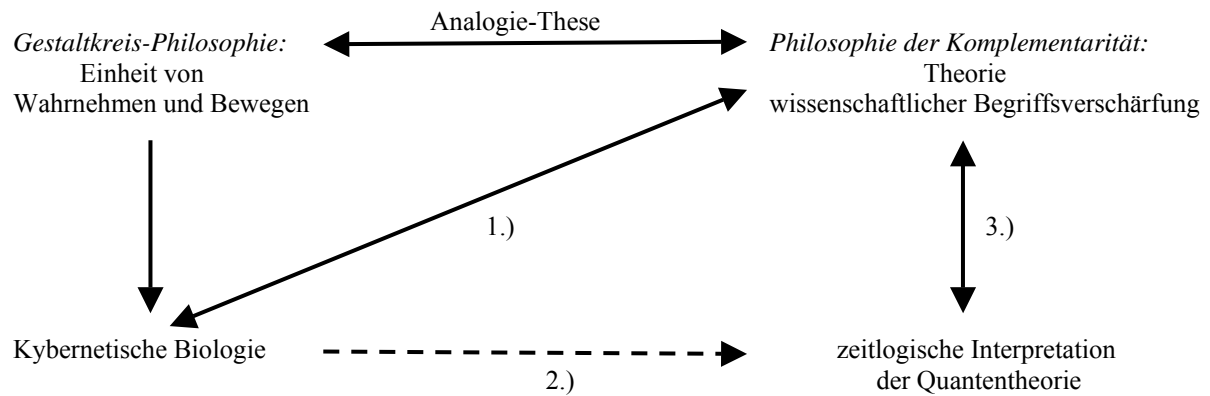 Analogie-These
Gestaltkreis-Philosophie:
Einheit von
Wahrnehmen und Bewegen
Philosophie der Komplementarität:
Theorie
wissenschaftlicher Begriffsverschärfung
1.)
3.)
Kybernetische Biologie
2.)
zeitlogische Interpretation
der Quantentheorie